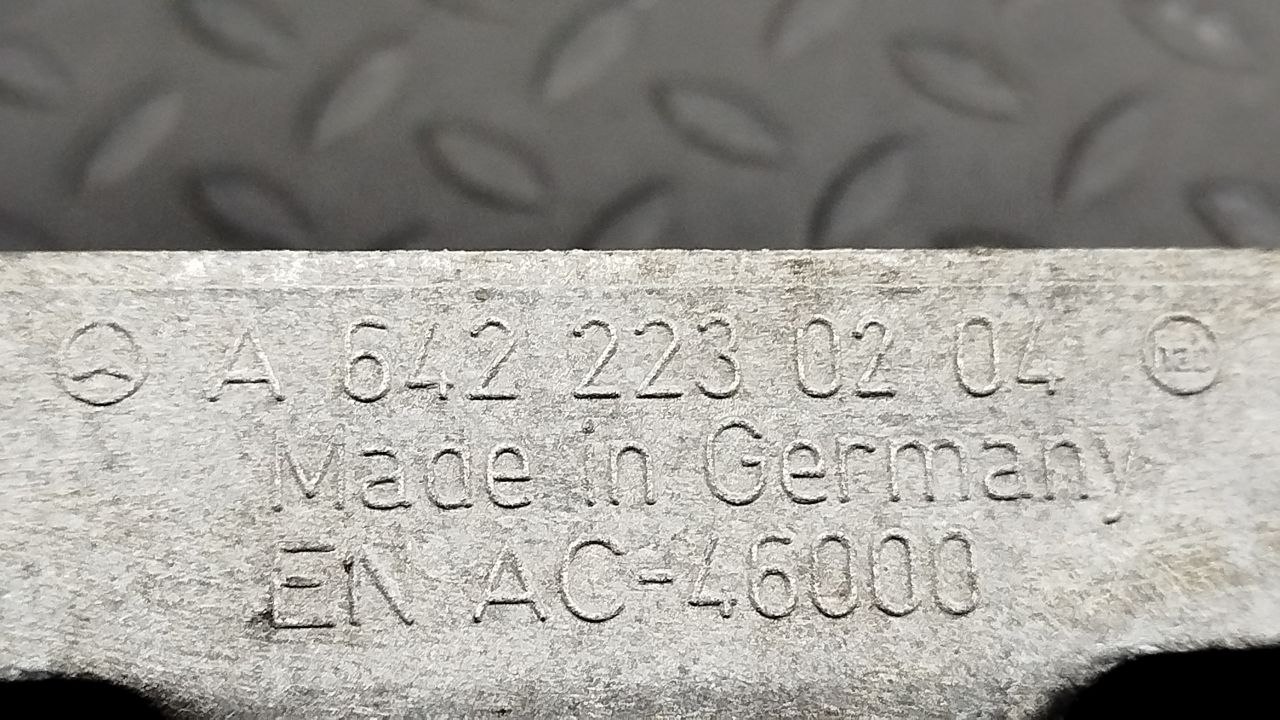 A 642 223 02 04
Made in Germany
EN AC-46000